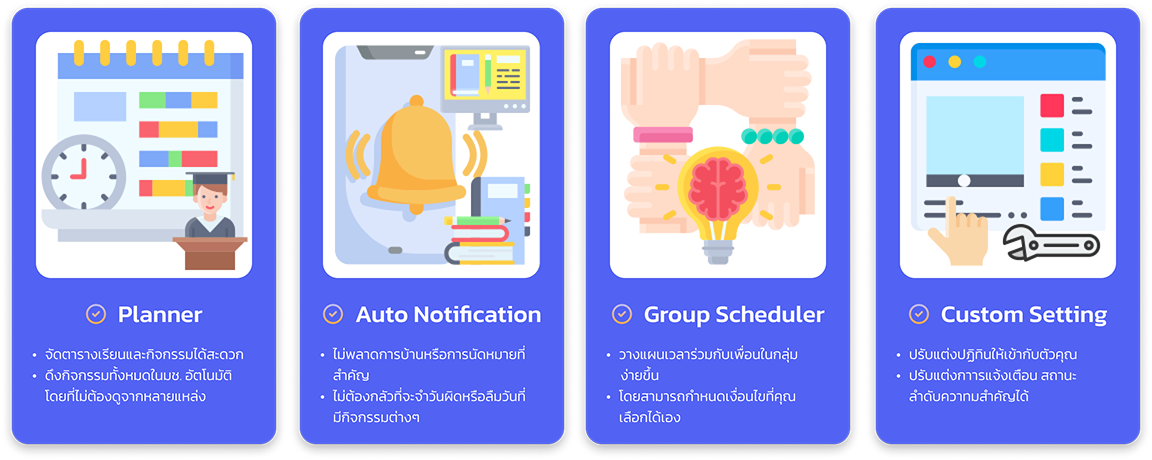 Planner
• จัดตารางเรียนและกิจกรรมได้สะดวก
• ดึงกิจกรรมทั้งหมดในมช. อัตโนมัติ
โดยที่ไม่ต้องดูจากหลายแหล่ง
Auto Notification
• ไม่พลาดการบ้านหรือการนัดหมายที่
สำคัญ
• ไม่ต้องกลัวที่จะจำวันผิดหรือลืมวันที่
มีกิจกรรมต่างๆ
Group Scheduler
• วางแผนเวลาร่วมกับเพื่อนในกลุ่ม
ง่ายขึ้น
• โดยสามารถกำหนดเงื่อนไขที่คุณ
เลือกได้เอง
Custom Setting
• ปรับแต่งปฏิทินให้เข้ากับตัวคุณ
• ปรับแต่งกาารแจ้งเตือน สถานะ
ลำดับความทมสำคัญได้